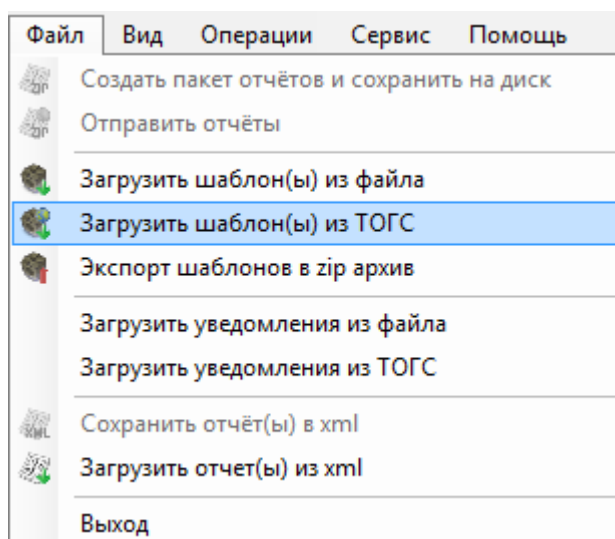 Файл Вид Операции Сервис Помощь
Создать пакет отчётов и сохранить на диск
Отправить отчёты
Загрузить шаблон(ы) из файла
Загрузить шаблон(ы) из ТОГС
Экспорт шаблонов в zip архив
Загрузить уведомления из файла
Загрузить уведомления из ТОГС
Сохранить отчёт(ы) в xml
Загрузить отчет(ы) из xml
Выход